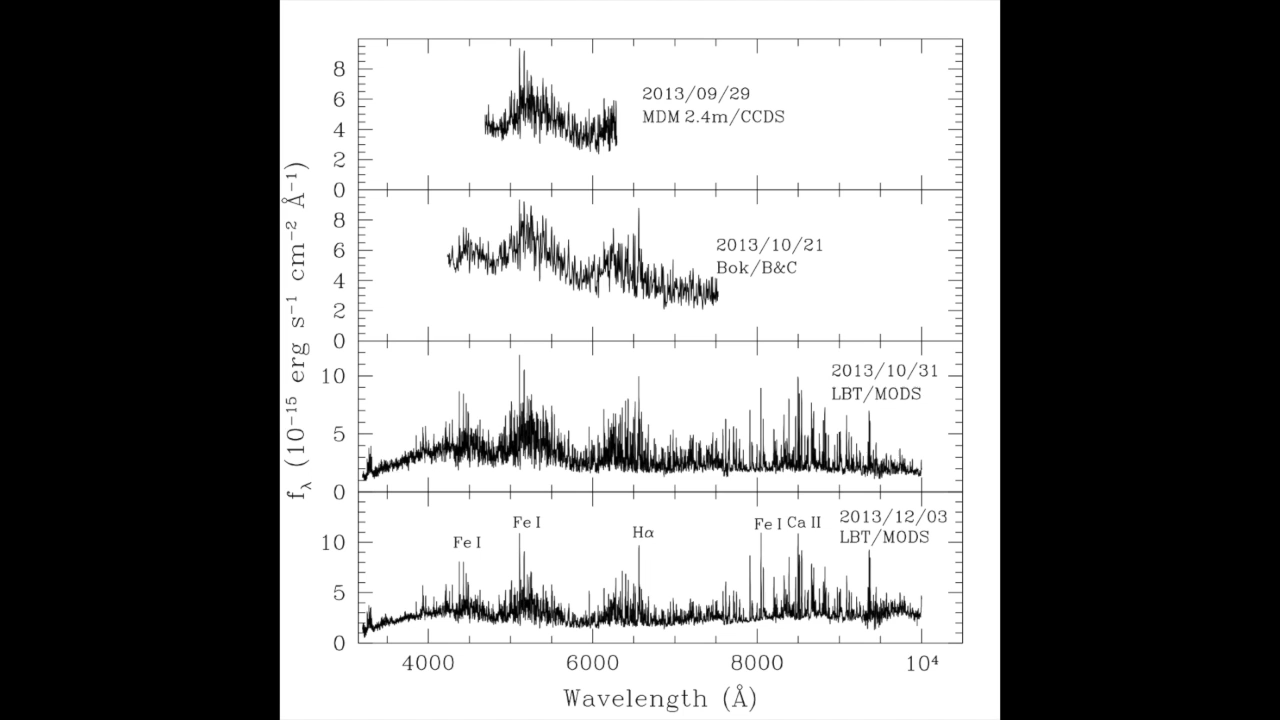 8
6
4
2
0
2013/09/29
MDM 2.4m/CCDS
8
6
4
2
0
2013/10/21
Bok/B&C
10
5
0
2013/10/31
LBT/MODS
10
5
0
Fe I
Fe I
Hα
Fe I
Ca II
2013/12/03
LBT/MODS
4000
6000
8000
10⁴
Wavelength (Å)
f_λ (10⁻¹⁵ erg s⁻¹ cm⁻² Å⁻¹)